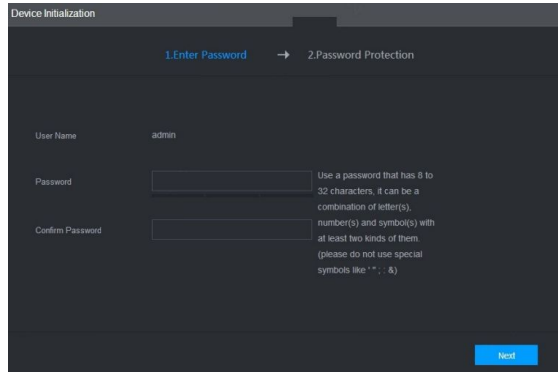 Device Initialization
1.Enter Password → 2.Password Protection
User Name admin
Password
Use a password that has 8 to
32 characters, it can be a
combination of letter(s),
number(s) and symbol(s) with
at least two kinds of them.
(please do not use special
symbols like ' " ; : &)
Confirm Password
Next